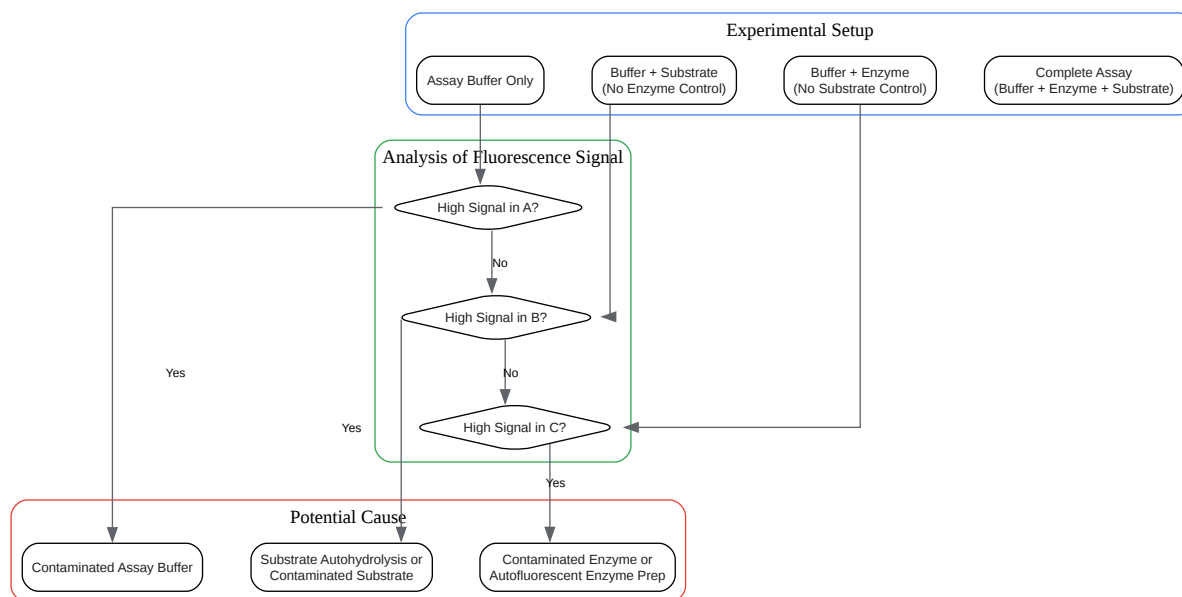 Experimental Setup
Assay Buffer Only
Buffer + Substrate
(No Enzyme Control)
Buffer + Enzyme
(No Substrate Control)
Complete Assay
(Buffer + Enzyme + Substrate)
Analysis of Fluorescence Signal
High Signal in A?
No
High Signal in B?
Yes
No
Yes
High Signal in C?
Yes
Potential Cause
Contaminated Assay Buffer
Substrate Autohydrolysis or
Contaminated Substrate
Contaminated Enzyme or
Autofluorescent Enzyme Prep